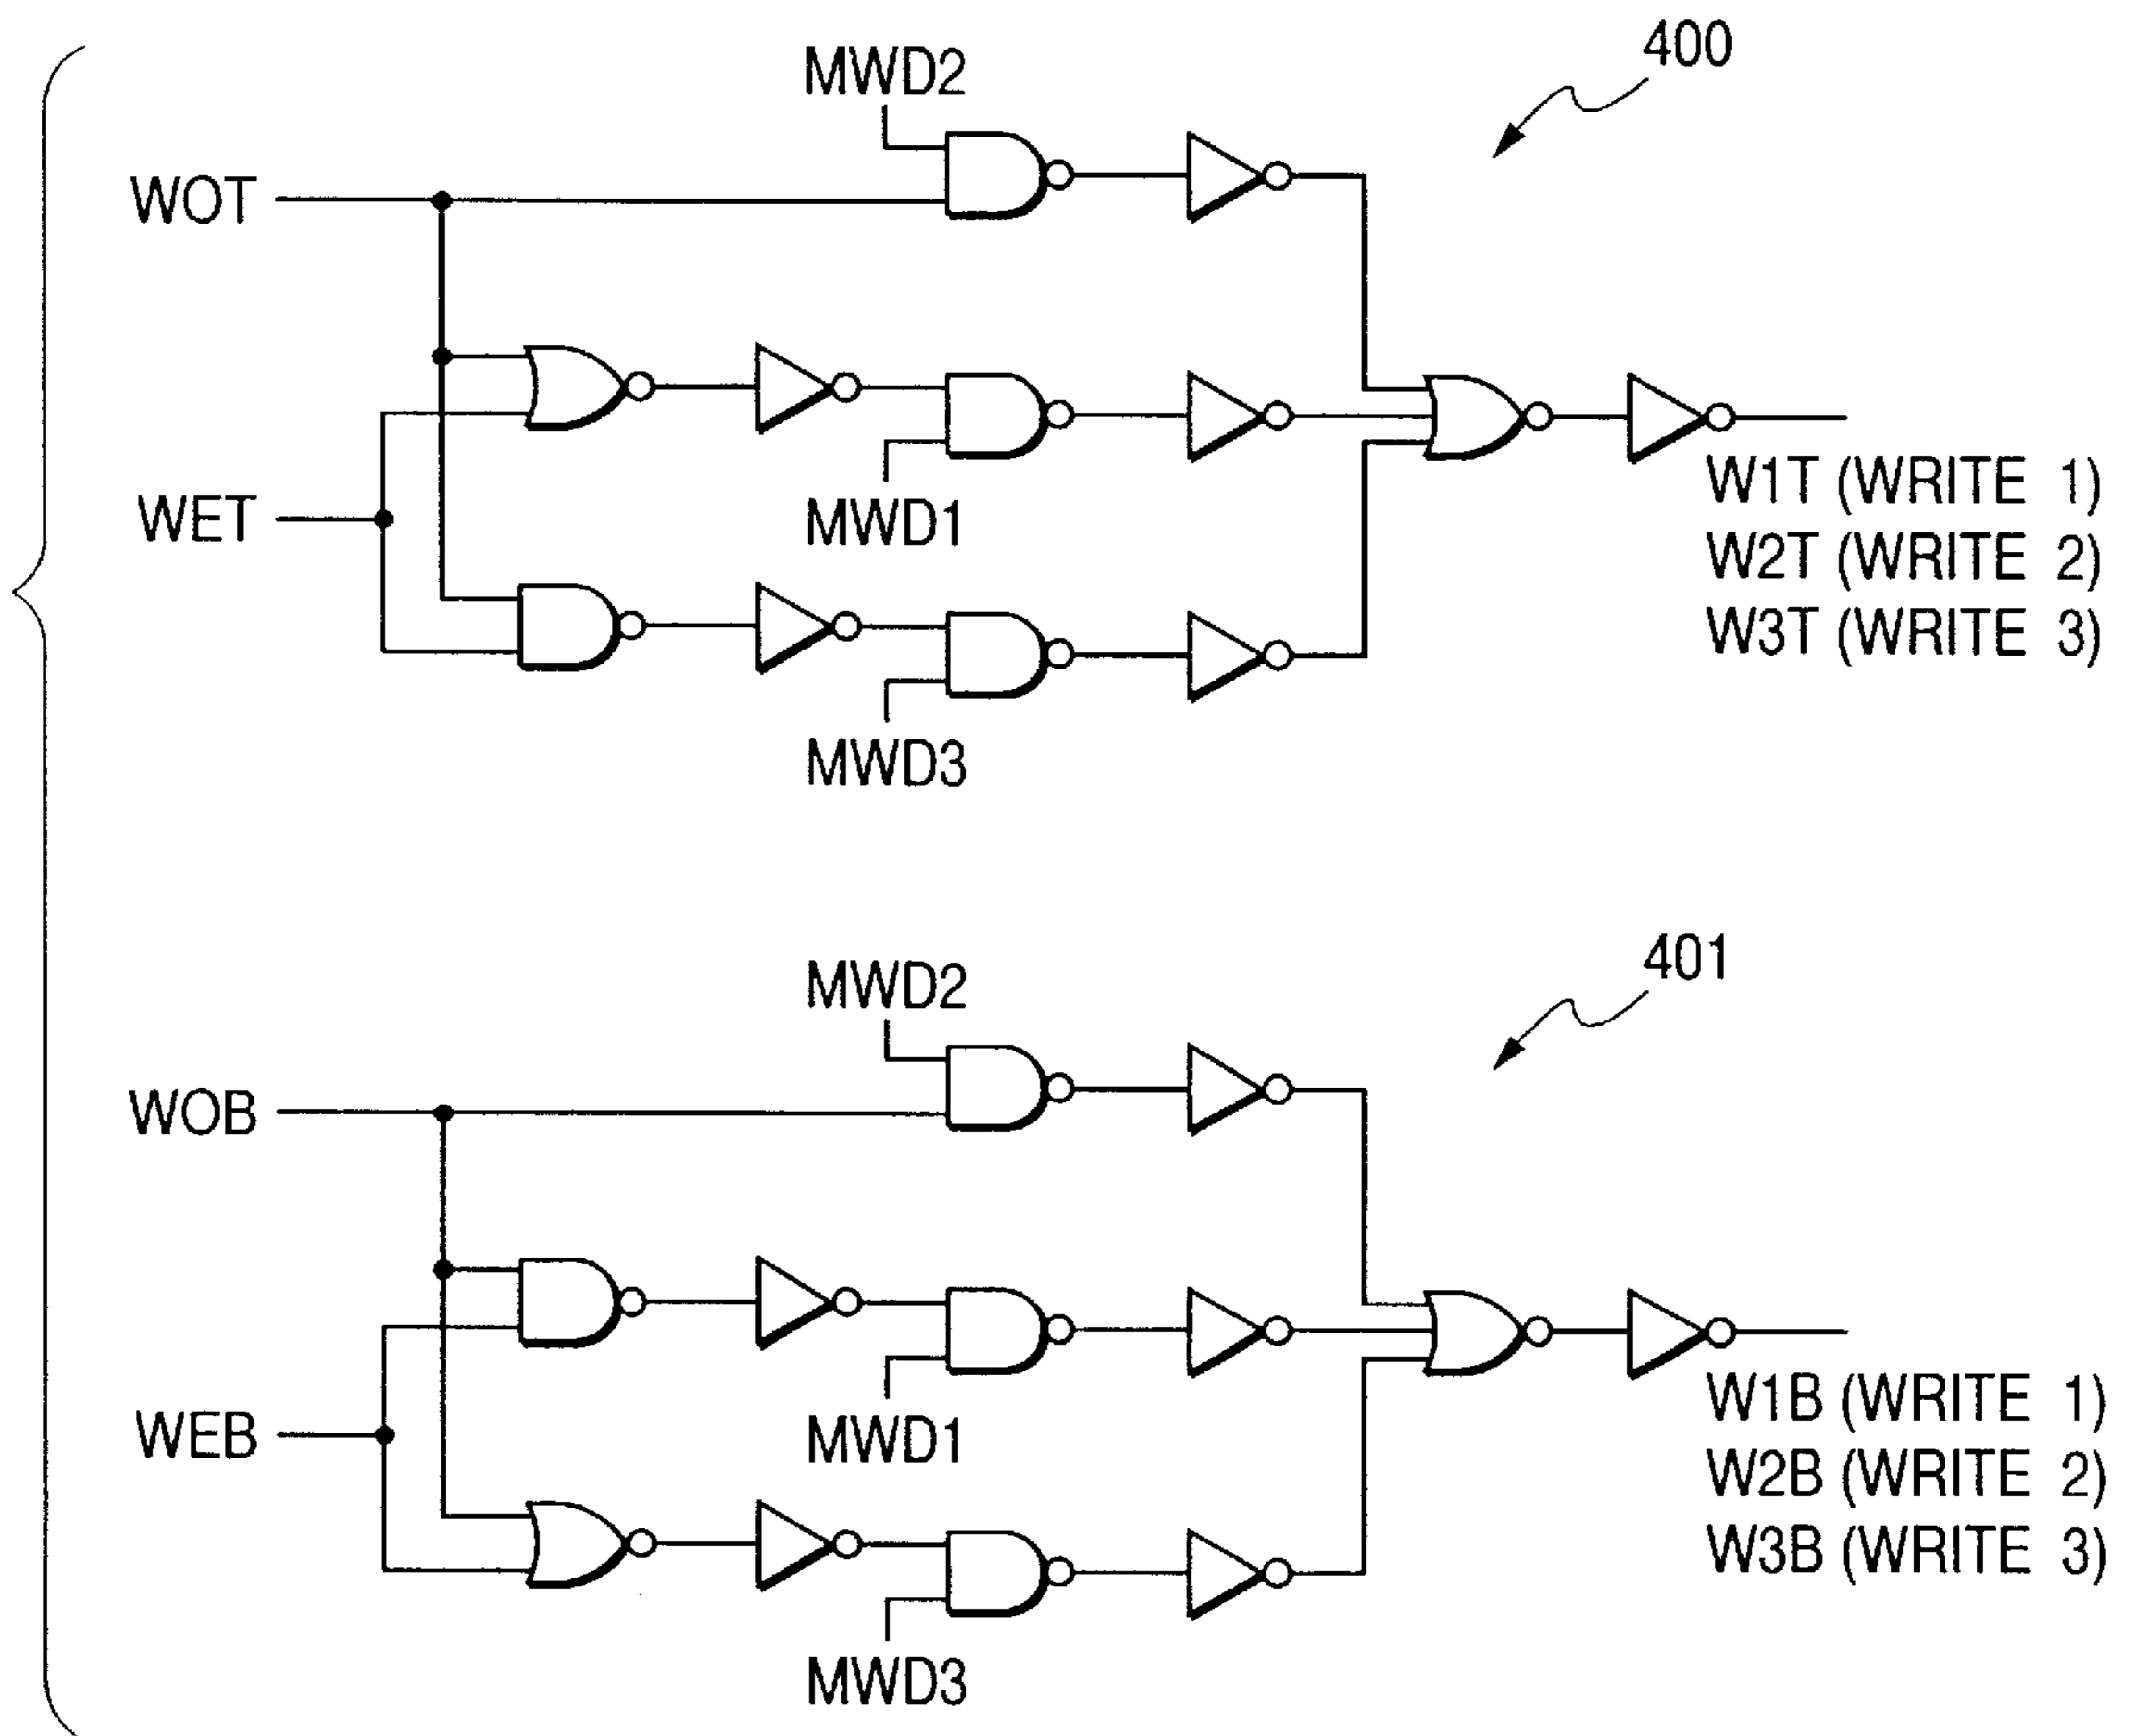 400
MWD2
WOT
WET
MWD1
W1T (WRITE 1)
W2T (WRITE 2)
W3T (WRITE 3)
MWD3
401
MWD2
WOB
WEB
MWD1
W1B (WRITE 1)
W2B (WRITE 2)
W3B (WRITE 3)
MWD3